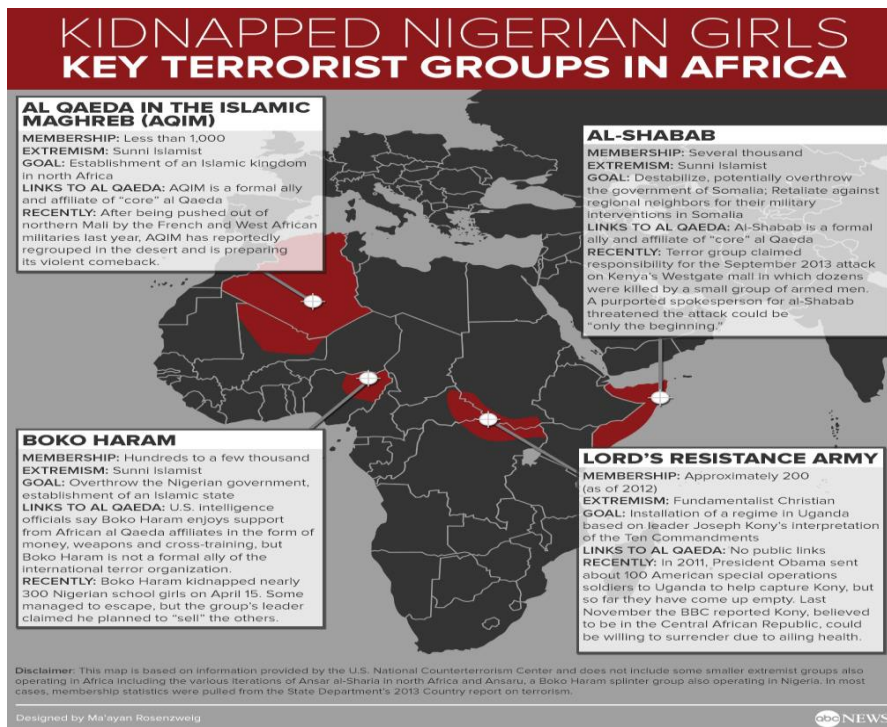 KIDNAPPED NIGERIAN GIRLS
KEY TERRORIST GROUPS IN AFRICA
AL QAEDA IN THE ISLAMIC
MAGHREB (AQIM)
MEMBERSHIP: Less than 1,000
EXTREMISM: Sunni Islamist
GOAL: Establishment of an Islamic kingdom
in north Africa
LINKS TO AL QAEDA: AQIM is a formal ally
and affiliate of “core” al Qaeda
RECENTLY: After being pushed out of
northern Mali by the French and West African
militaries last year, AQIM has reportedly
regrouped in the desert and is preparing
its violent comeback.
AL-SHABAB
MEMBERSHIP: Several thousand
EXTREMISM: Sunni Islamist
GOAL: Destabilize, potentially overthrow
the government of Somalia; Retaliate against
regional neighbors for their military
interventions in Somalia
LINKS TO AL QAEDA: Al-Shabab is a formal
ally and affiliate of “core” al Qaeda
RECENTLY: Terror group claimed
responsibility for the September 2013 attack
on Kenya’s Westgate mall in which dozens
were killed by a small group of armed men.
A purported spokesperson for al-Shabab
threatened the attack could be
“only the beginning.”
BOKO HARAM
MEMBERSHIP: Hundreds to a few thousand
EXTREMISM: Sunni Islamist
GOAL: Overthrow the Nigerian government,
establishment of an Islamic state
LINKS TO AL QAEDA: U.S. intelligence
officials say Boko Haram enjoys support
from African al Qaeda affiliates in the form of
money, weapons and cross-training, but
Boko Haram is not a formal ally of the
international terror organization.
RECENTLY: Boko Haram kidnapped nearly
300 Nigerian school girls on April 15. Some
managed to escape, but the group’s leader
claimed he planned to “sell” the others.
LORD’S RESISTANCE ARMY
MEMBERSHIP: Approximately 200
(as of 2012)
EXTREMISM: Fundamentalist Christian
GOAL: Installation of a regime in Uganda
based on leader Joseph Kony’s interpretation
of the Ten Commandments
LINKS TO AL QAEDA: No public links
RECENTLY: In 2011, President Obama sent
about 100 American special operations
soldiers to Uganda to help capture Kony, but
so far they have come up empty. Last
November the BBC reported Kony, believed
to be in the Central African Republic, could
be willing to surrender due to ailing health.
Disclaimer: This map is based on information provided by the U.S. National Counterterrorism Center and does not include some smaller extremist groups also
operating in Africa including the various iterations of Ansar al-Sharia in north Africa and Ansaru, a Boko Haram splinter group also operating in Nigeria. In most
cases, membership statistics were pulled from the State Department’s 2013 Country report on terrorism.
Designed by Ma’ayan Rosenzweig
abc NEWS